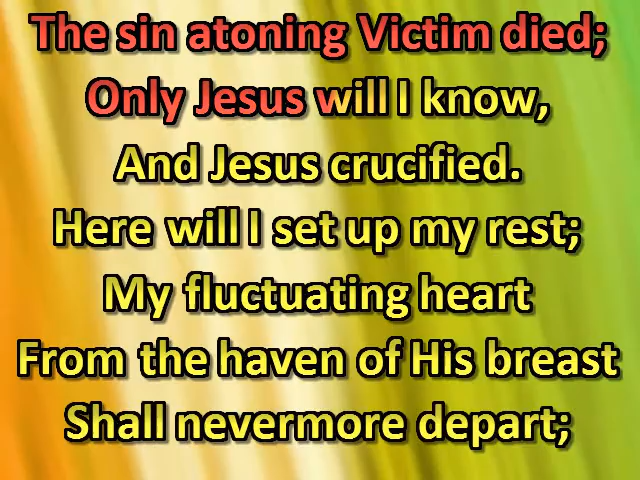 The sin atoning Victim died;
Only Jesus will I know,
And Jesus crucified.
Here will I set up my rest;
My fluctuating heart
From the haven of His breast
Shall nevermore depart;